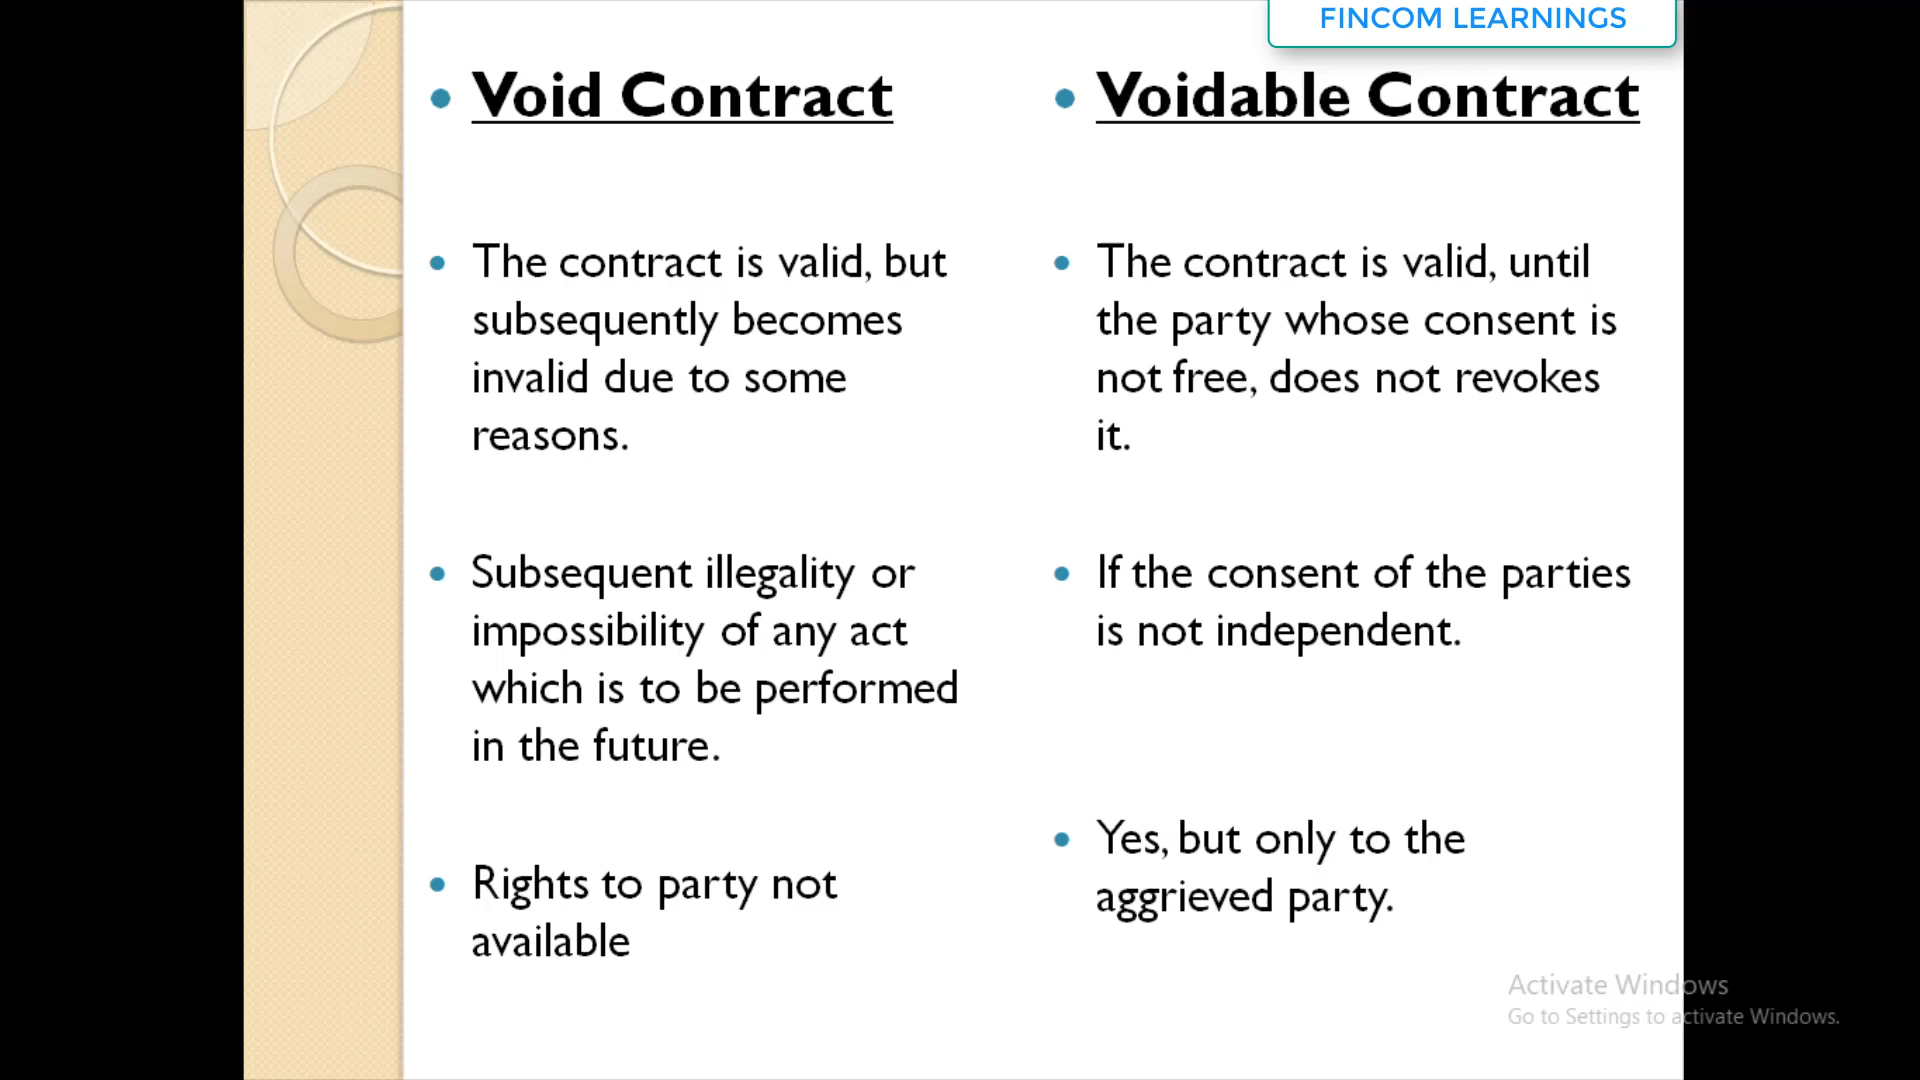 FINCOM LEARNINGS
• Void Contract
• The contract is valid, but
subsequently becomes
invalid due to some
reasons.
• Subsequent illegality or
impossibility of any act
which is to be performed
in the future.
• Rights to party not
available
• Voidable Contract
• The contract is valid, until
the party whose consent is
not free, does not revokes
it.
• If the consent of the parties
is not independent.
• Yes, but only to the
aggrieved party.
Activate Windows
Go to Settings to activate Windows.